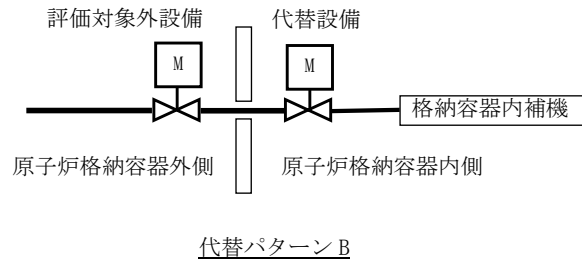 評価対象外設備
代替設備
M
M
格納容器内補機
原子炉格納容器外側
原子炉格納容器内側
代替パターン B